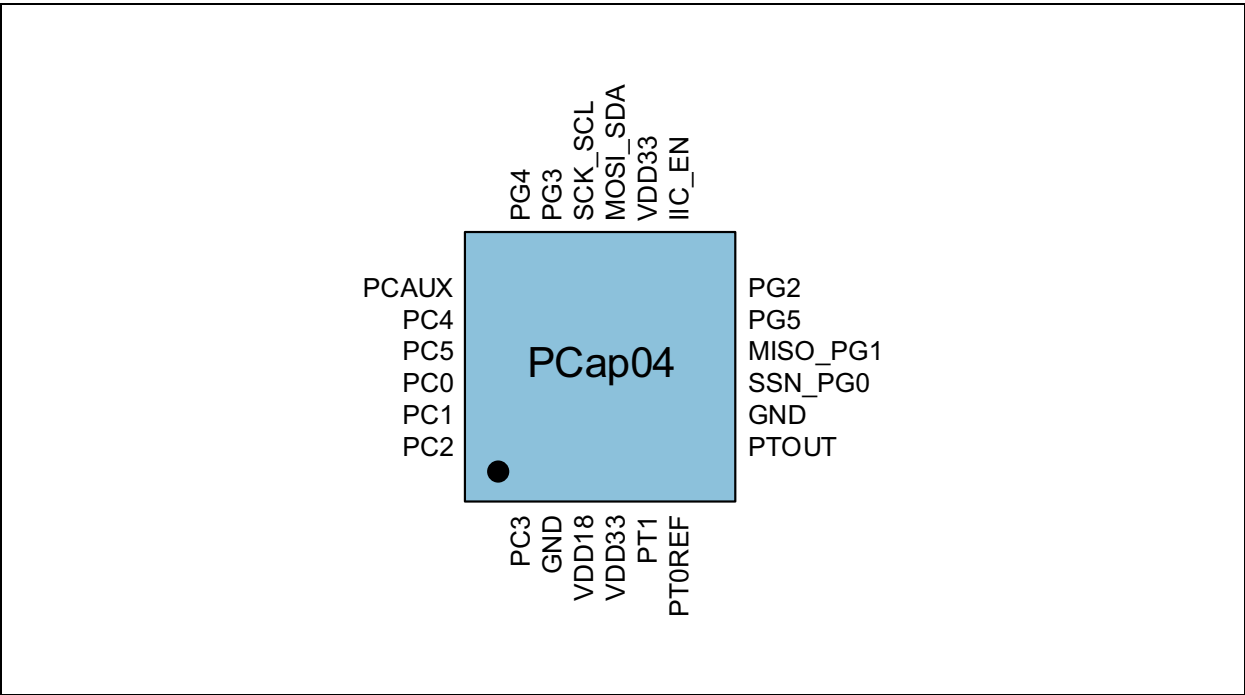 PG4
PG3
SCK_SCL
MOSI_SDA
VDD33
IIC_EN
PCAUX
PC4
PC5
PC0
PC1
PC2
PCap04
PG2
PG5
MISO_PG1
SSN_PG0
GND
PTOUT
PC3
GND
VDD18
VDD33
PT1
PT0REF